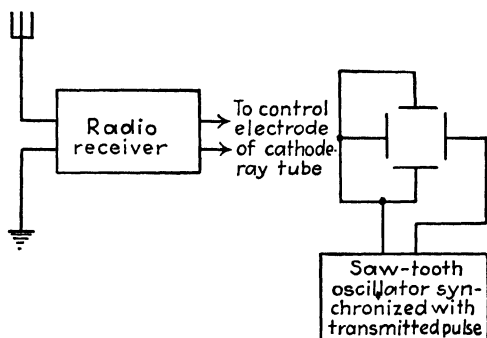 Radio
receiver
To control
electrode
of cathode-
ray tube
Saw-tooth
oscillator syn-
chronized with
transmitted pulse